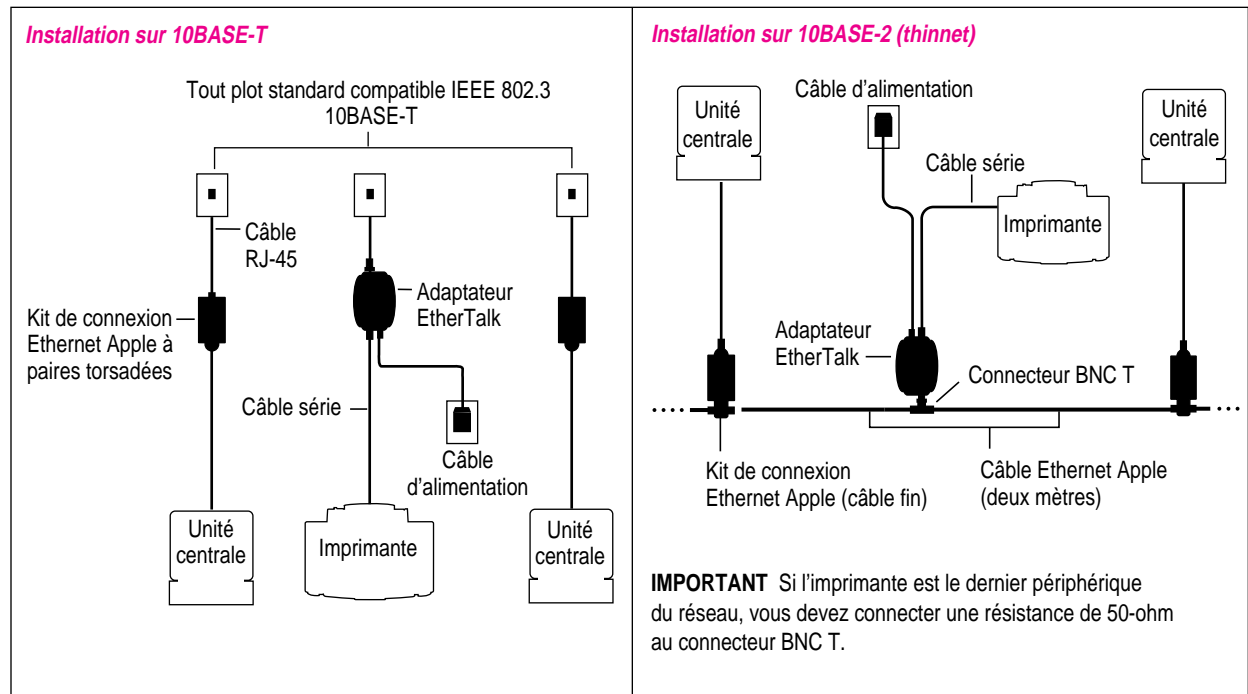 Installation sur 10BASE-T
Tout plot standard compatible IEEE 802.3
10BASE-T
Câble
RJ-45
Kit de connexion
Ethernet Apple à
paires torsadées
Adaptateur
EtherTalk
Câble série
Câble
d'alimentation
Unité
centrale
Imprimante
Unité
centrale
Installation sur 10BASE-2 (thinnet)
Unité
centrale
Câble d'alimentation
Câble série
Imprimante
Unité
centrale
Adaptateur
EtherTalk
Connecteur BNC T
Kit de connexion
Ethernet Apple (câble fin)
Câble Ethernet Apple
(deux mètres)
IMPORTANT Si l'imprimante est le dernier périphérique
du réseau, vous devez connecter une résistance de 50-ohm
au connecteur BNC T.